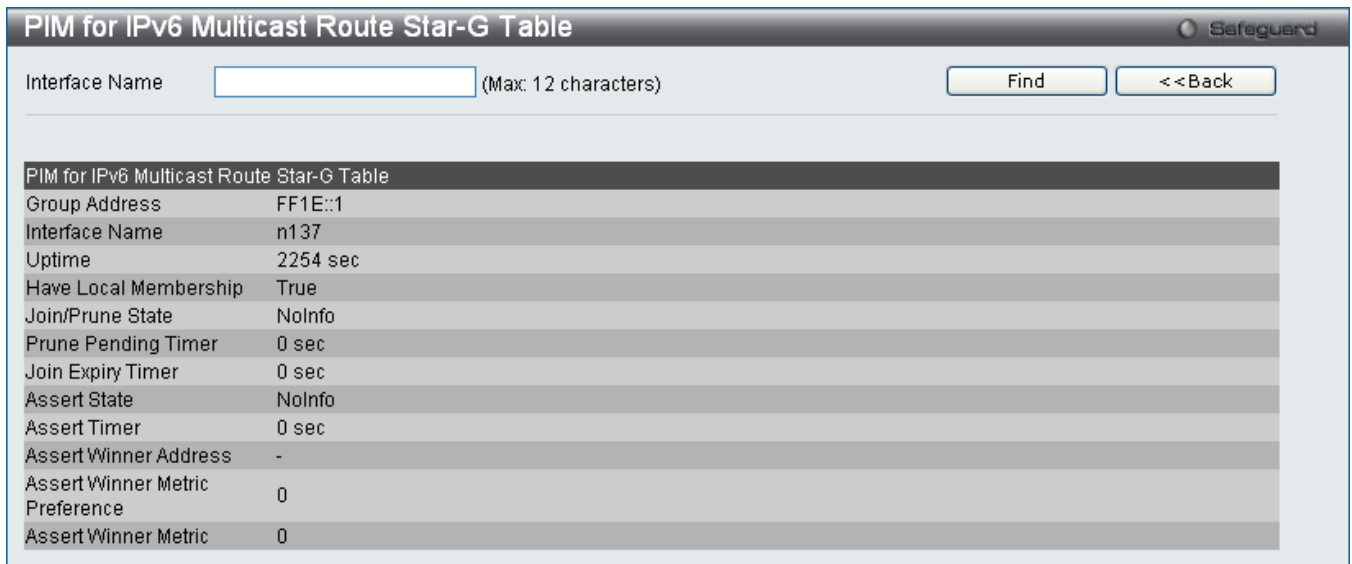 PIM for IPv6 Multicast Route Star-G Table
Safeguard
Interface Name (Max: 12 characters) Find <<Back
PIM for IPv6 Multicast Route Star-G Table
Group Address FF1E::1
Interface Name n137
Uptime 2254 sec
Have Local Membership True
Join/Prune State NoInfo
Prune Pending Timer 0 sec
Join Expiry Timer 0 sec
Assert State NoInfo
Assert Timer 0 sec
Assert Winner Address -
Assert Winner Metric
Preference 0
Assert Winner Metric 0